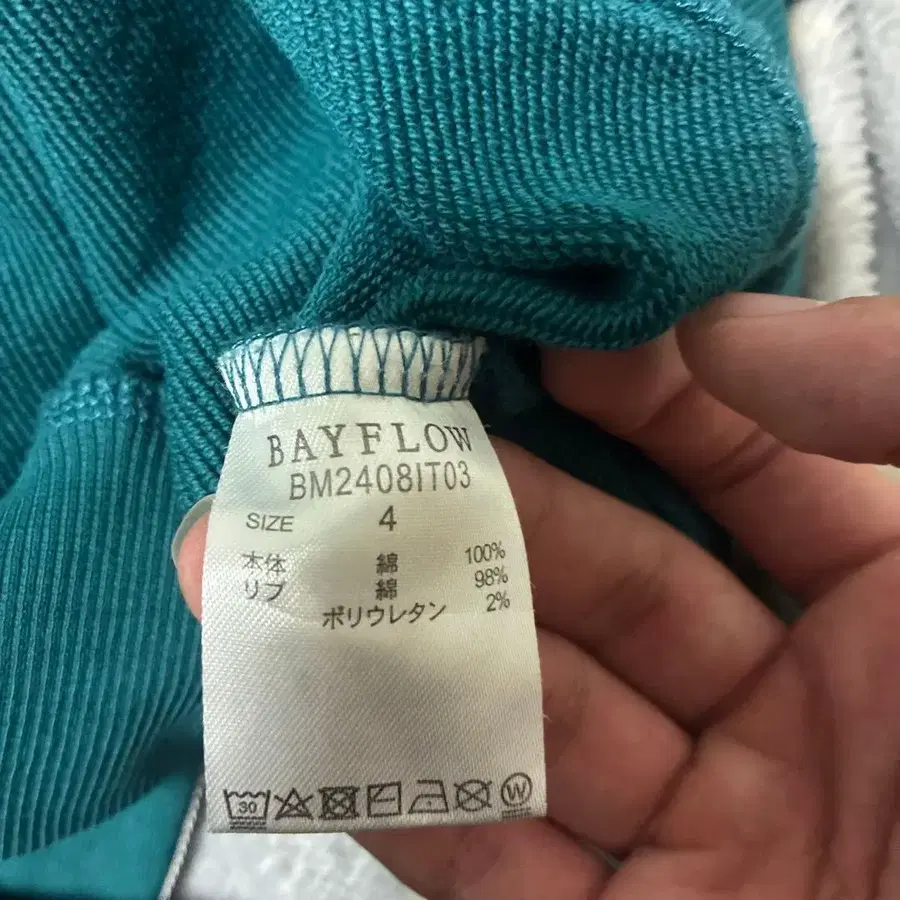 BAYFLOW
BM2408IT03
SIZE 4
本体 綿 100%
リブ 綿 98%
ポリウレタン 2%
30 W